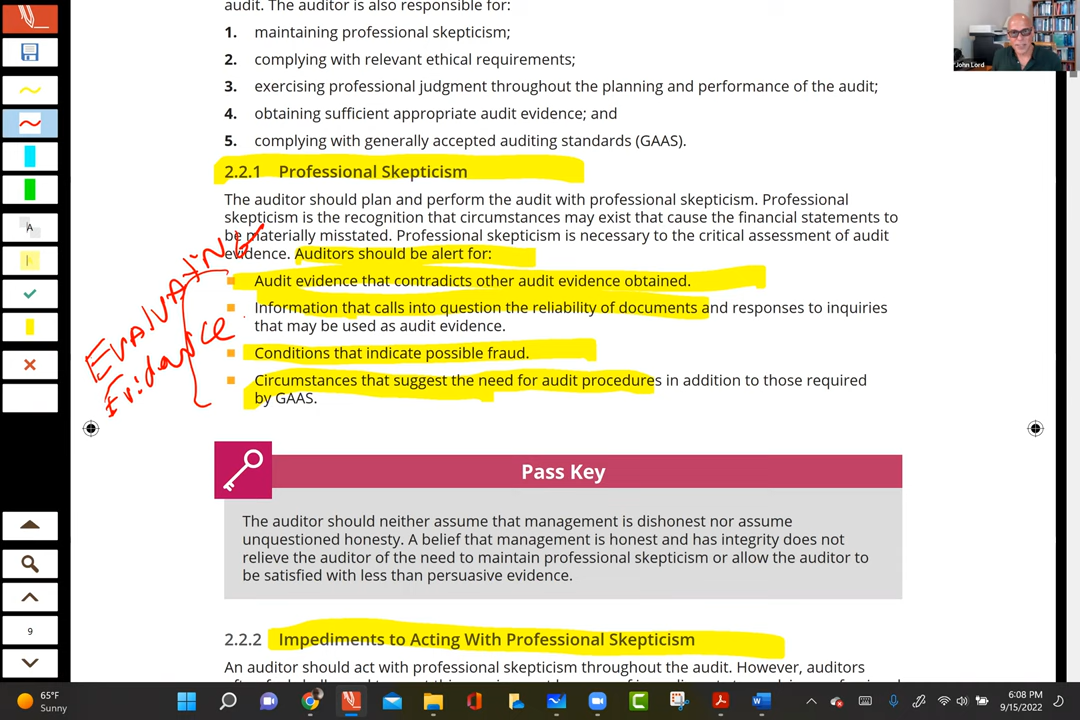 audit. The auditor is also responsible for:
1. maintaining professional skepticism;
2. complying with relevant ethical requirements;
3. exercising professional judgment throughout the planning and performance of the audit;
4. obtaining sufficient appropriate audit evidence; and
5. complying with generally accepted auditing standards (GAAS).
John Lord
2.2.1 Professional Skepticism
The auditor should plan and perform the audit with professional skepticism. Professional
skepticism is the recognition that circumstances may exist that cause the financial statements to
be materially misstated. Professional skepticism is necessary to the critical assessment of audit
evidence. Auditors should be alert for:
Audit evidence that contradicts other audit evidence obtained.
Information that calls into question the reliability of documents and responses to inquiries
that may be used as audit evidence.
Conditions that indicate possible fraud.
Circumstances that suggest the need for audit procedures in addition to those required
by GAAS.
EVALUATING
Evidance
Pass Key
The auditor should neither assume that management is dishonest nor assume
unquestioned honesty. A belief that management is honest and has integrity does not
relieve the auditor of the need to maintain professional skepticism or allow the auditor to
be satisfied with less than persuasive evidence.
2.2.2 Impediments to Acting With Professional Skepticism
An auditor should act with professional skepticism throughout the audit. However, auditors
A
9
65°F
Sunny
6:08 PM
9/15/2022